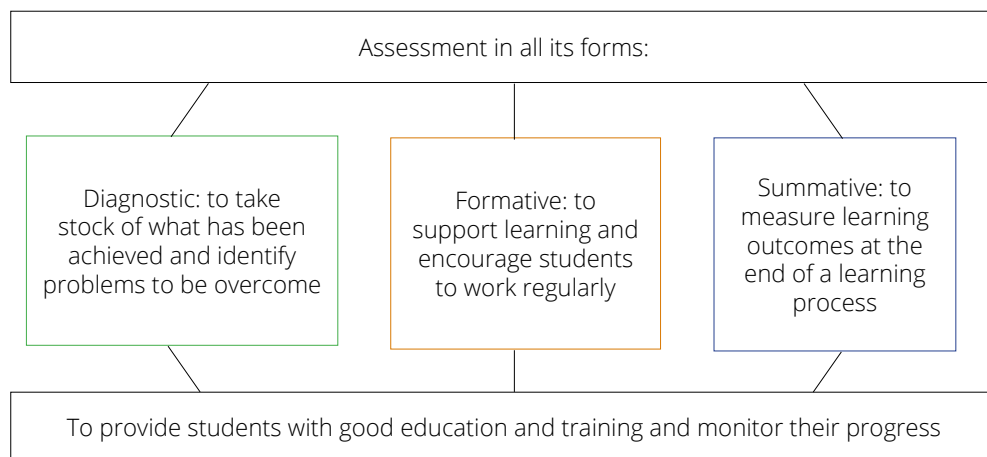 Assessment in all its forms:
Diagnostic: to take
stock of what has been
achieved and identify
problems to be overcome
Formative: to
support learning and
encourage students
to work regularly
Summative: to
measure learning
outcomes at the
end of a learning
process
To provide students with good education and training and monitor their progress